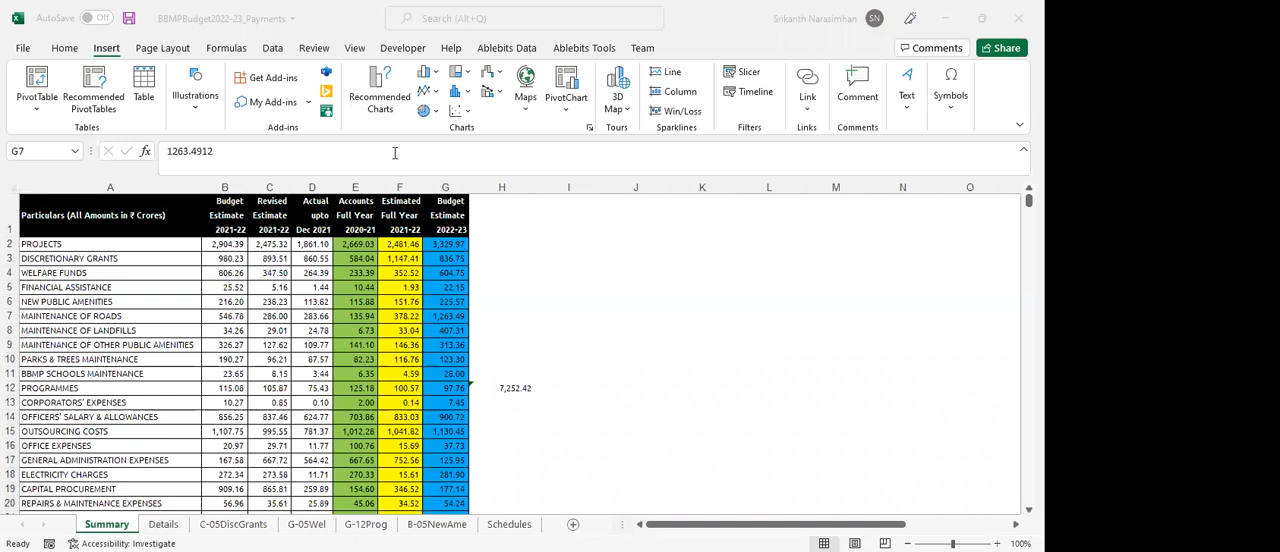 AutoSave Off BBMPBudget2022-23_Payments Search (Alt+Q) Srikanth Narasimhan SN
File Home Insert Page Layout Formulas Data Review View Developer Help Ablebits Data Ablebits Tools Team Comments Share
PivotTable Recommended PivotTables Table Illustrations Get Add-ins My Add-ins Recommended Charts Maps PivotChart 3D Map Line Column Win/Loss Slicer Timeline Link Comment Text Symbols
Tables Add-ins Charts Tours Sparklines Filters Links Comments
G7 fx 1263.4912
A B C D E F G H I J K L M N O
1 Particulars (All Amounts in ₹ Crores) Budget Estimate 2021-22 Revised Estimate 2021-22 Actual upto Dec 2021 Accounts Full Year 2020-21 Estimated Full Year 2021-22 Budget Estimate 2022-23
2 PROJECTS 2,904.39 2,475.32 1,861.10 2,669.03 2,481.46 3,329.97
3 DISCRETIONARY GRANTS 980.23 893.51 860.55 584.04 1,147.41 836.75
4 WELFARE FUNDS 806.26 347.50 264.39 233.39 352.52 604.75
5 FINANCIAL ASSISTANCE 25.52 5.16 1.44 10.44 1.93 22.15
6 NEW PUBLIC AMENITIES 216.20 238.23 113.82 115.88 151.76 225.57
7 MAINTENANCE OF ROADS 546.78 286.00 283.66 135.94 378.22 1,263.49
8 MAINTENANCE OF LANDFILLS 34.26 29.01 24.78 6.73 33.04 407.31
9 MAINTENANCE OF OTHER PUBLIC AMENITIES 326.27 127.62 109.77 141.10 146.36 313.36
10 PARKS & TREES MAINTENANCE 190.27 96.21 87.57 82.23 116.76 123.30
11 BBMP SCHOOLS MAINTENANCE 23.65 8.15 3.44 6.35 4.59 28.00
12 PROGRAMMES 115.08 105.87 75.43 125.18 100.57 97.76 7,252.42
13 CORPORATORS' EXPENSES 10.27 0.85 0.10 2.00 0.14 7.45
14 OFFICERS' SALARY & ALLOWANCES 856.25 837.46 624.77 703.86 833.03 900.72
15 OUTSOURCING COSTS 1,107.75 995.55 781.37 1,012.28 1,041.82 1,130.45
16 OFFICE EXPENSES 20.97 29.71 11.77 100.76 15.69 37.73
17 GENERAL ADMINISTRATION EXPENSES 167.58 667.72 564.42 667.65 752.56 125.95
18 ELECTRICITY CHARGES 272.34 273.58 11.71 270.33 15.61 281.90
19 CAPITAL PROCUREMENT 909.16 865.81 259.89 154.60 346.52 177.14
20 REPAIRS & MAINTENANCE EXPENSES 56.96 35.61 25.89 45.06 34.52 54.24
Summary Details C-05DiscGrants G-05Wel G-12Prog B-05NewAme Schedules
Ready Accessibility: Investigate 100%